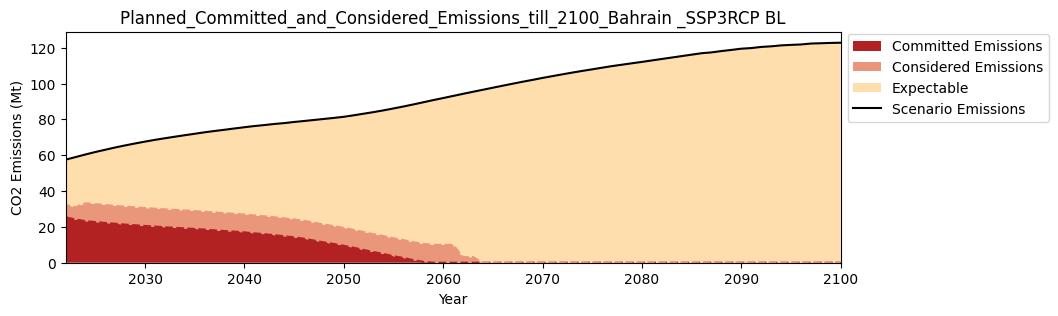 Planned_Committed_and_Considered_Emissions_till_2100_Bahrain _SSP3RCP BL
Committed Emissions
Considered Emissions
Expectable
Scenario Emissions
CO2 Emissions (Mt)
120
100
80
60
40
20
0
2030
2040
2050
2060
2070
2080
2090
2100
Year